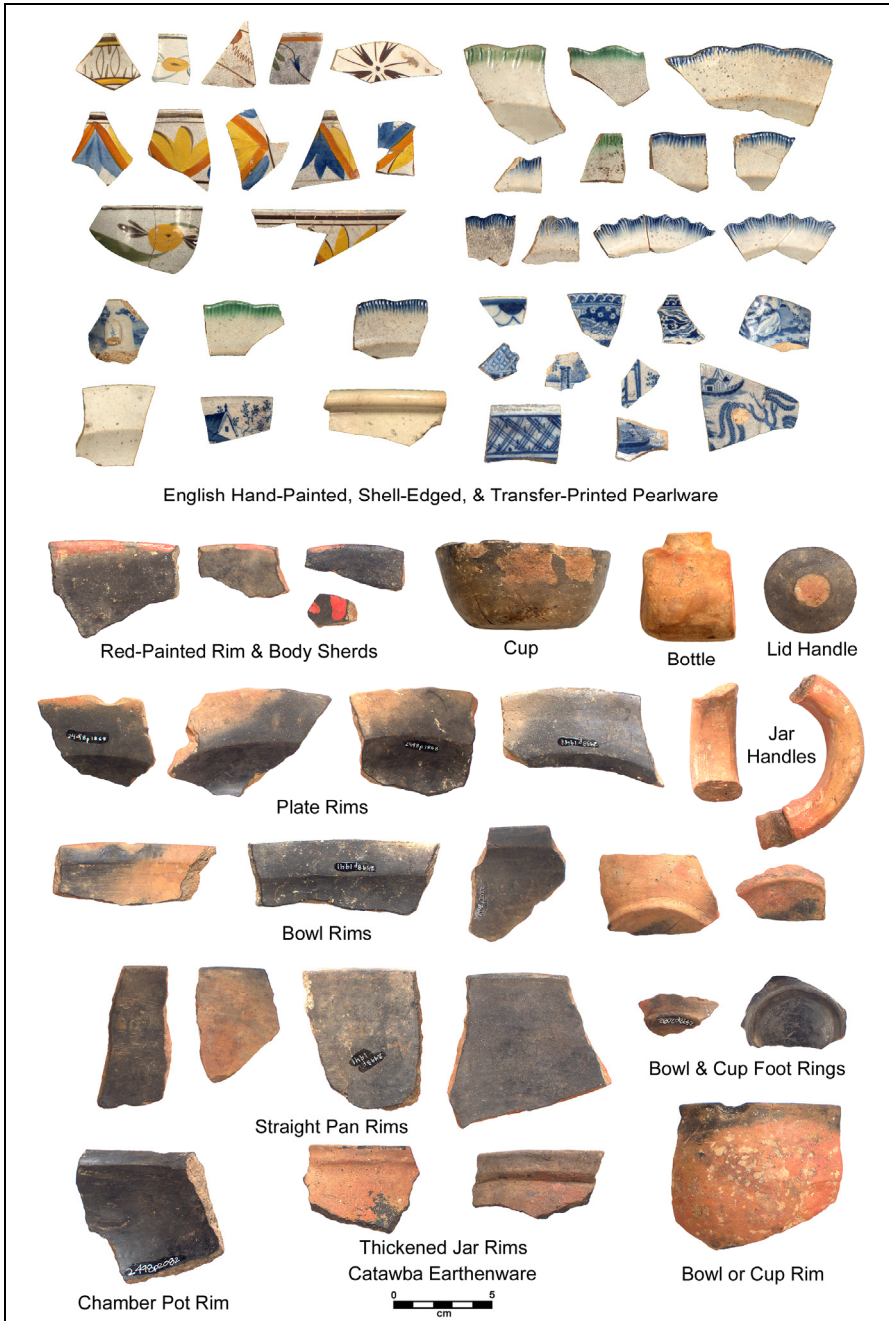 English Hand-Painted, Shell-Edged, & Transfer-Printed Pearlware
Red-Painted Rim & Body Sherds
Cup
Bottle
Lid Handle
Plate Rims
Jar
Handles
Bowl Rims
Straight Pan Rims
Bowl & Cup Foot Rings
Chamber Pot Rim
2498p2082
Thickened Jar Rims
Catawba Earthenware
0 5
cm
Bowl or Cup Rim